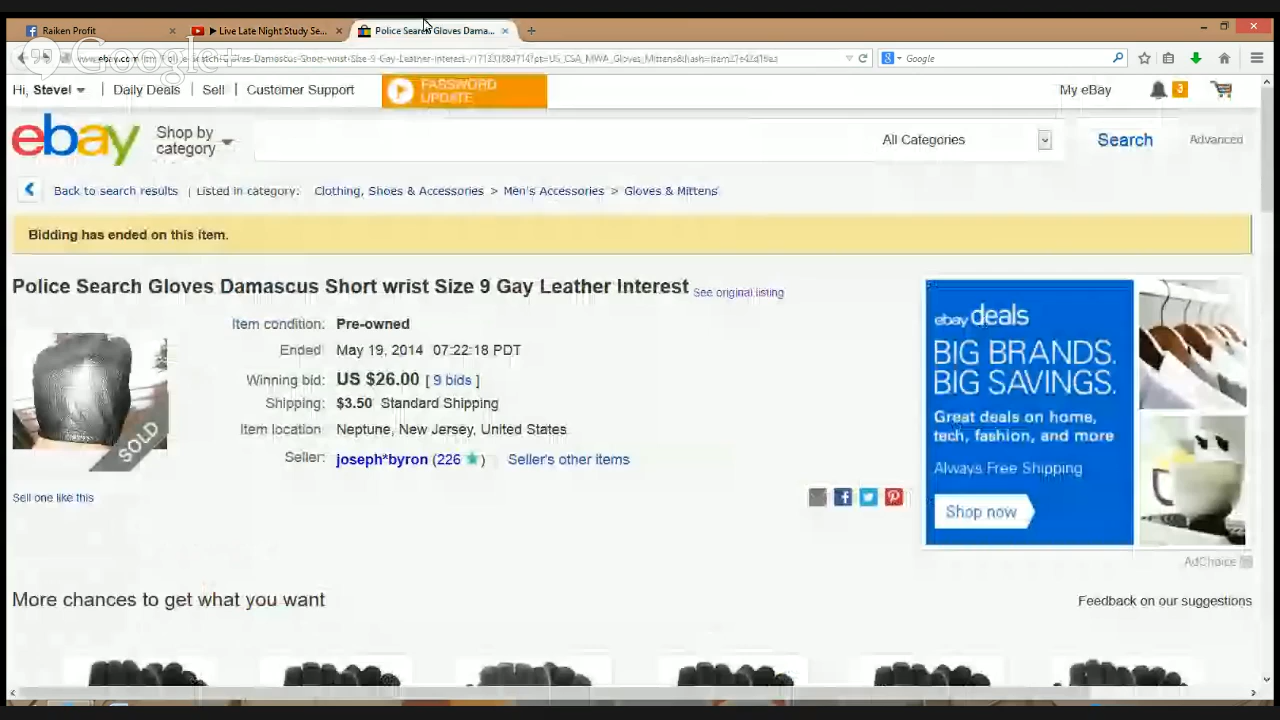 Raiken Profit
Live Late Night Study Se...
Police Search Gloves Dama...
Google+
Google
Hi, Steve!
Daily Deals
Sell
Customer Support
PASSWORD
UPDATE
My eBay
3
ebay
Shop by
category
All Categories
Search
Advanced
Back to search results
Listed in category:
Clothing, Shoes & Accessories > Men's Accessories > Gloves & Mittens
Bidding has ended on this item.
Police Search Gloves Damascus Short wrist Size 9 Gay Leather Interest
See original listing
Item condition: Pre-owned
Ended: May 19, 2014 07:22:18 PDT
Winning bid: US $26.00 [ 9 bids ]
Shipping: $3.50 Standard Shipping
Item location: Neptune, New Jersey, United States
Seller: joseph*byron (226 ) Seller's other items
SOLD
Sell one like this
ebay deals
BIG BRANDS.
BIG SAVINGS.
Great deals on home,
tech, fashion, and more
Always Free Shipping
Shop now
AdChoice
More chances to get what you want
Feedback on our suggestions